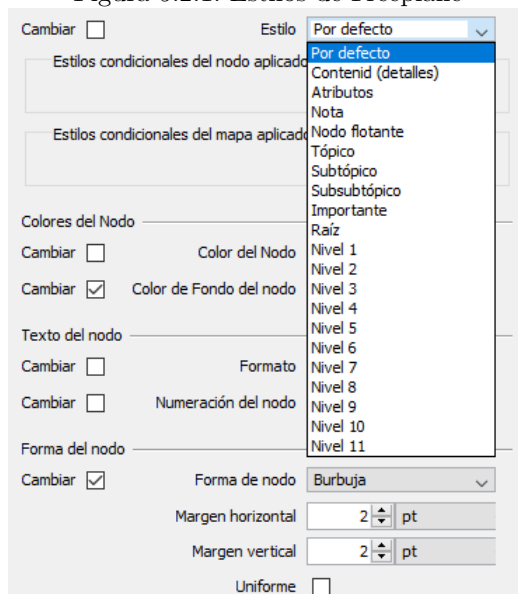 Cambiar Estilo Por defecto
Por defecto
Estilos condicionales del nodo aplicado
Contenid (detalles)
Atributos
Nota
Nodo flotante
Estilos condicionales del mapa aplicado
Tópico
Subtópico
Subsubtópico
Importante
Raíz
Colores del Nodo
Cambiar Color del Nodo
Nivel 1
Nivel 2
Cambiar Color de Fondo del nodo
Nivel 3
Nivel 4
Texto del nodo
Nivel 5
Nivel 6
Cambiar Formato
Nivel 7
Nivel 8
Cambiar Numeración del nodo
Nivel 9
Nivel 10
Nivel 11
Forma del nodo
Cambiar Forma de nodo Burbuja
Margen horizontal 2 pt
Margen vertical 2 pt
Uniforme